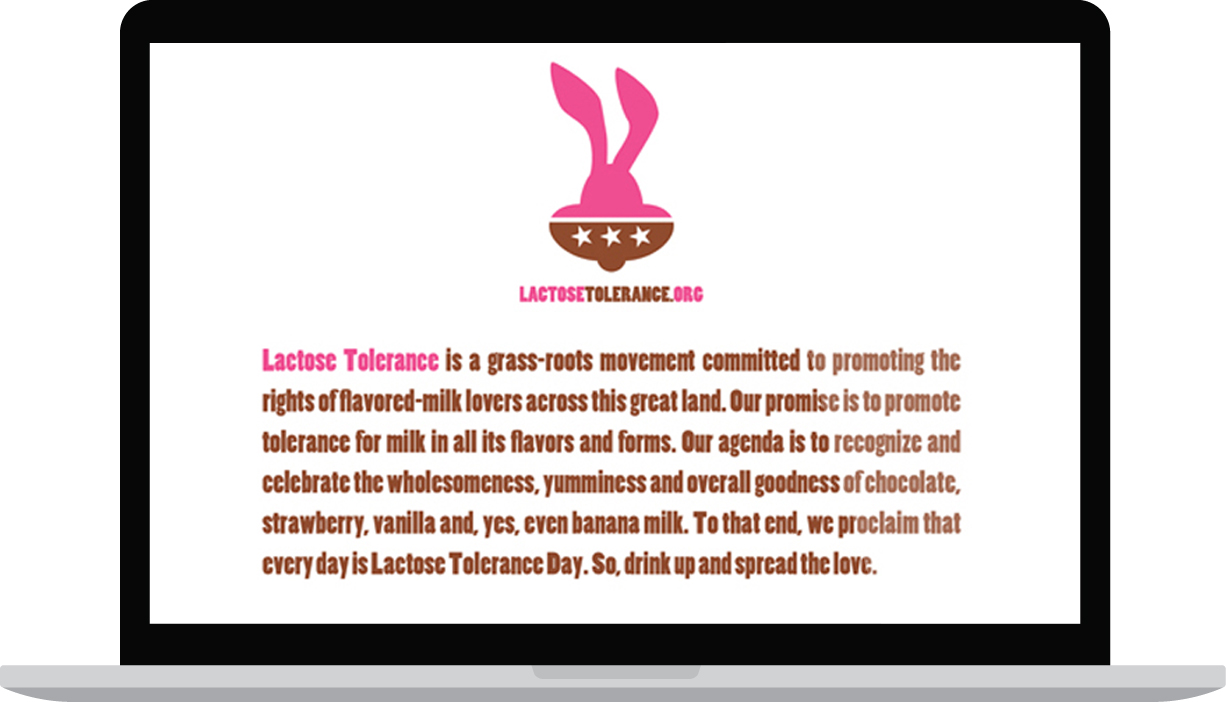 LACTOSETOLERANCE.ORG
Lactose Tolerance is a grass-roots movement committed to promoting the
rights of flavored-milk lovers across this great land. Our promise is to promote
tolerance for milk in all its flavors and forms. Our agenda is to recognize and
celebrate the wholesomeness, yumminess and overall goodness of chocolate,
strawberry, vanilla and, yes, even banana milk. To that end, we proclaim that
every day is Lactose Tolerance Day. So, drink up and spread the love.